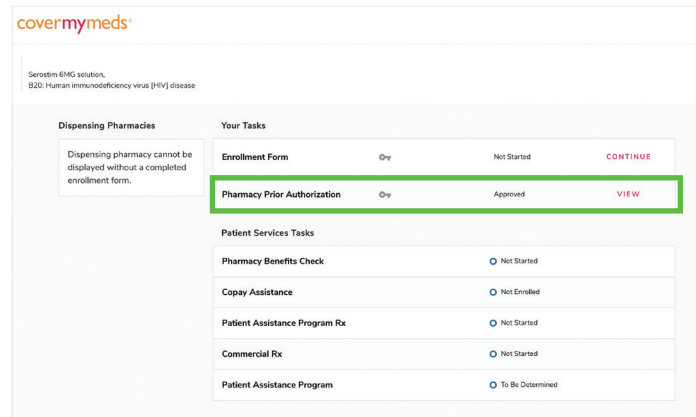 covermymeds®
Serostim 6MG solution,
B20: Human immunodeficiency virus [HIV] disease
Dispensing Pharmacies
Dispensing pharmacy cannot be
displayed without a completed
enrollment form.
Your Tasks
Enrollment Form Not Started CONTINUE
Pharmacy Prior Authorization Approved VIEW
Patient Services Tasks
Pharmacy Benefits Check Not Started
Copay Assistance Not Enrolled
Patient Assistance Program Rx Not Started
Commercial Rx Not Started
Patient Assistance Program To Be Determined